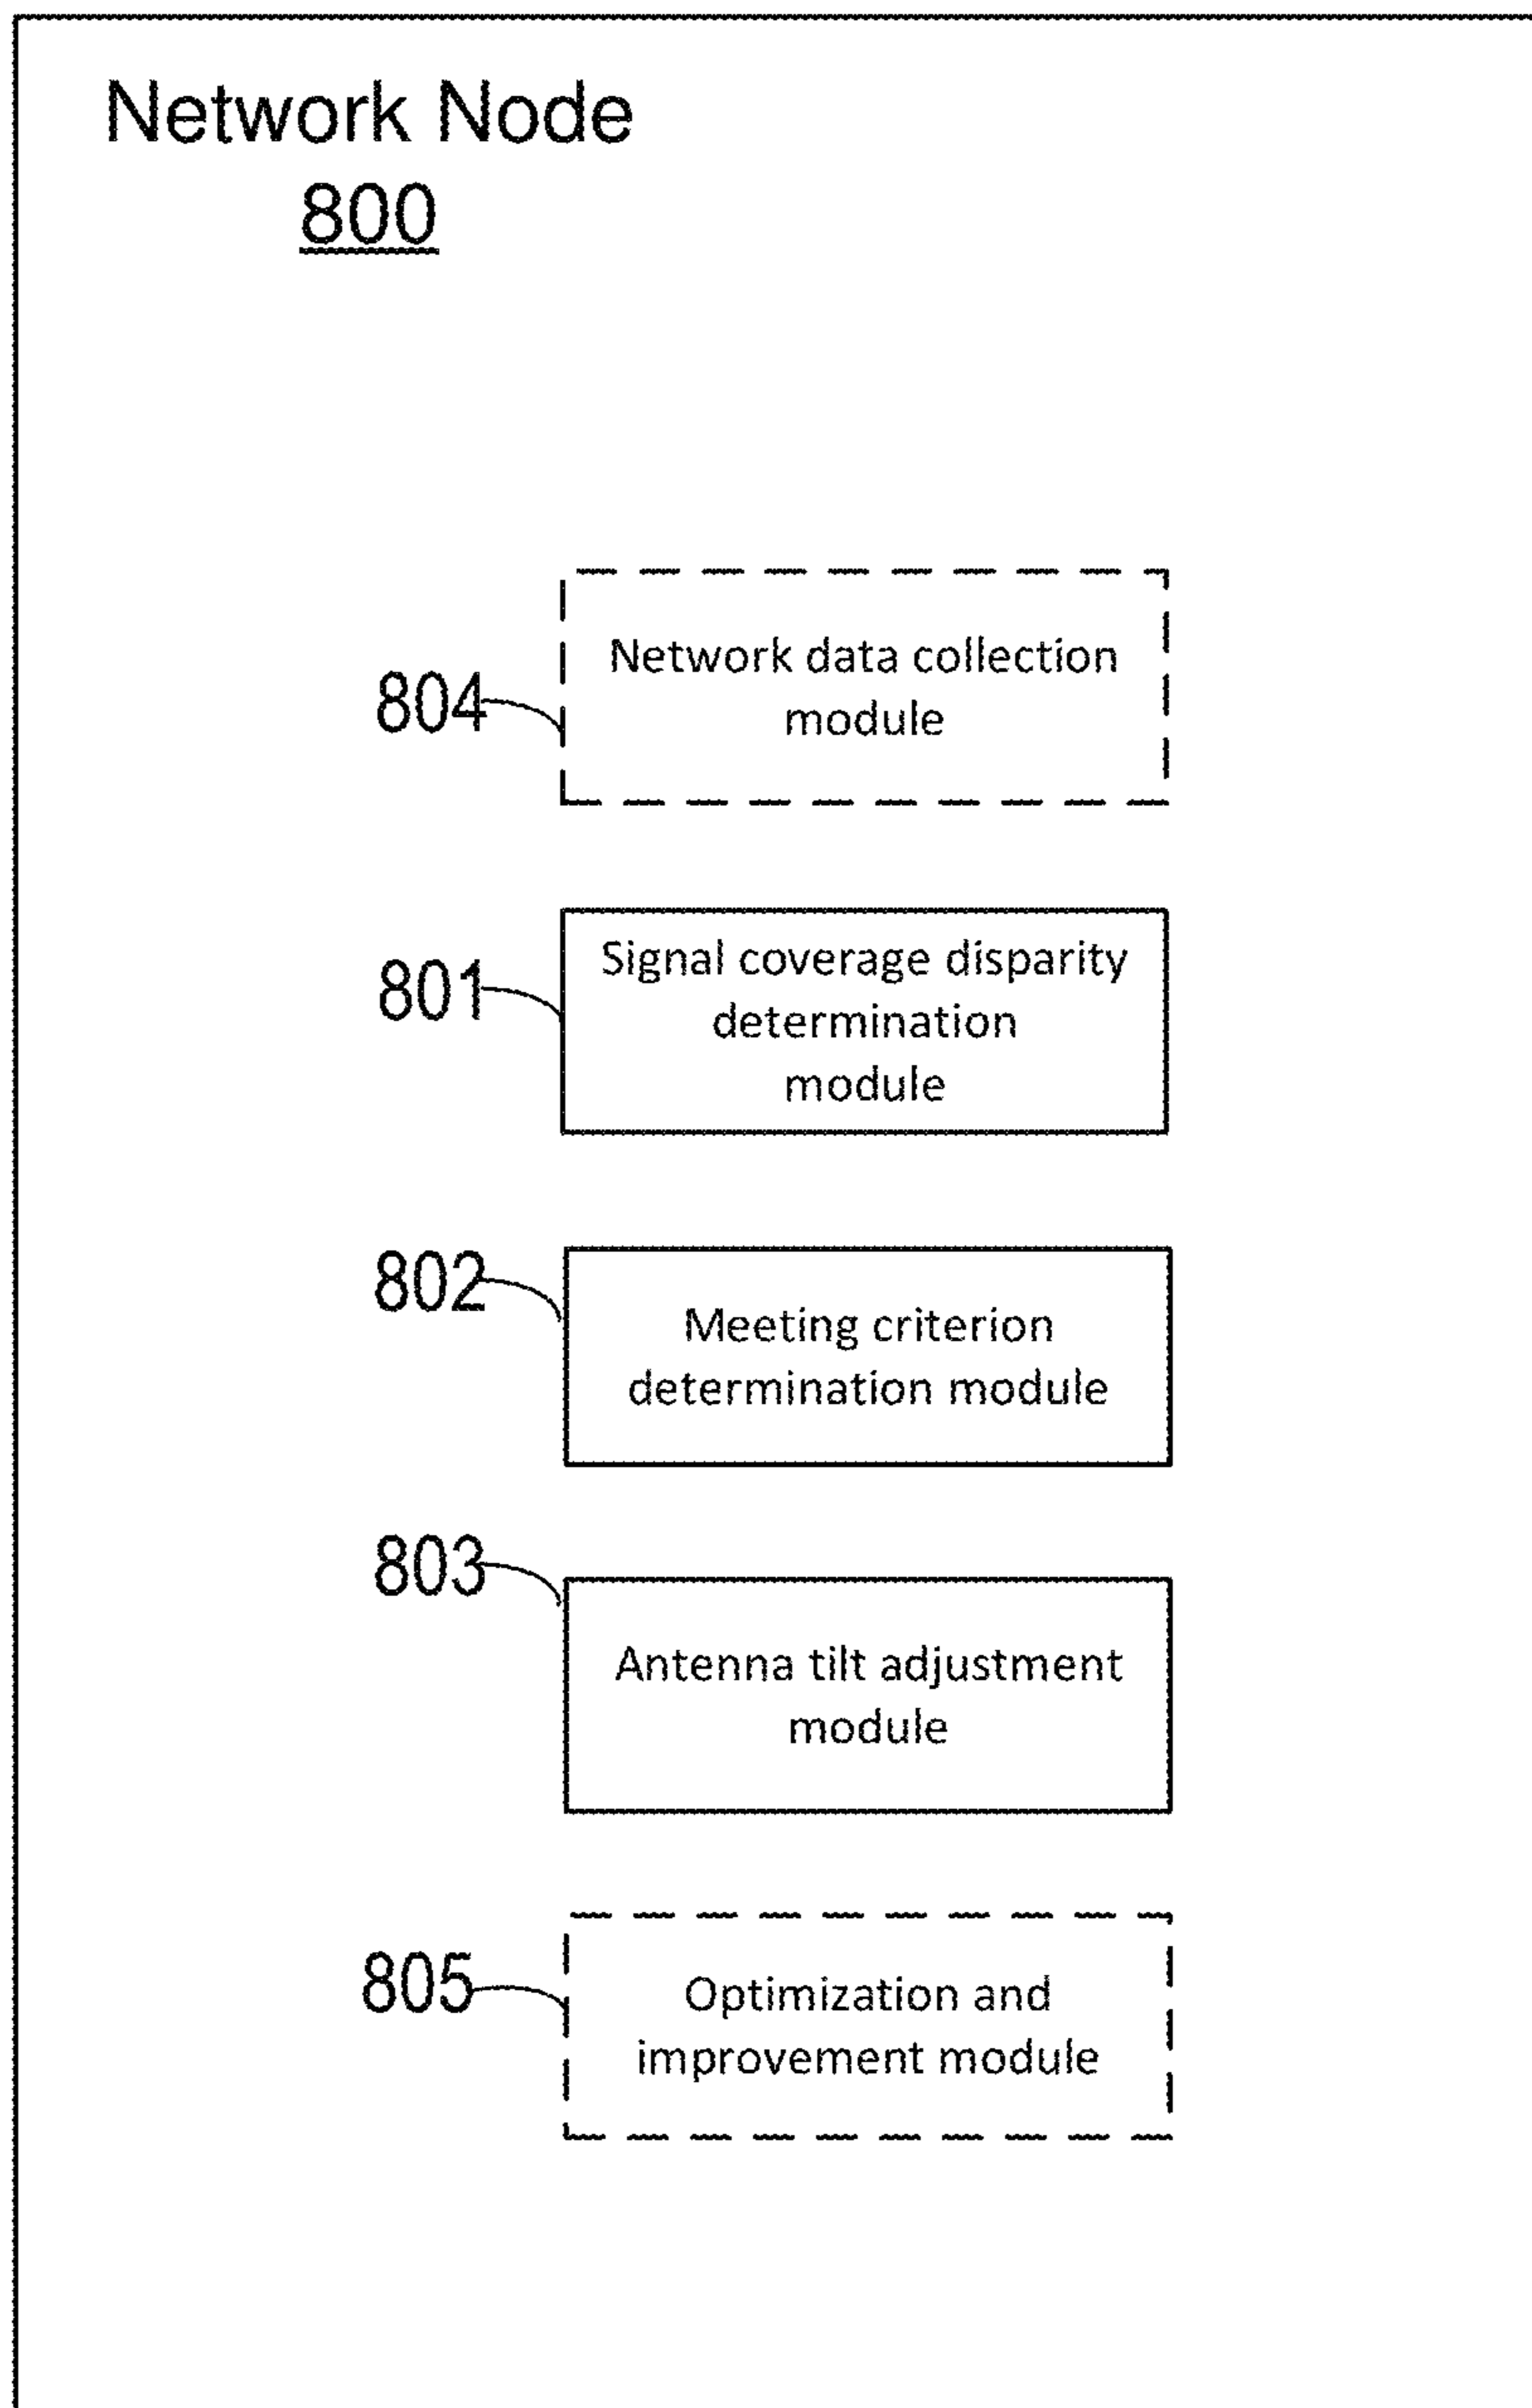 Network Node
800
804
Network data collection
module
801
Signal coverage disparity
determination
module
802
Meeting criterion
determination module
803
Antenna tilt adjustment
module
805
Optimization and
improvement module